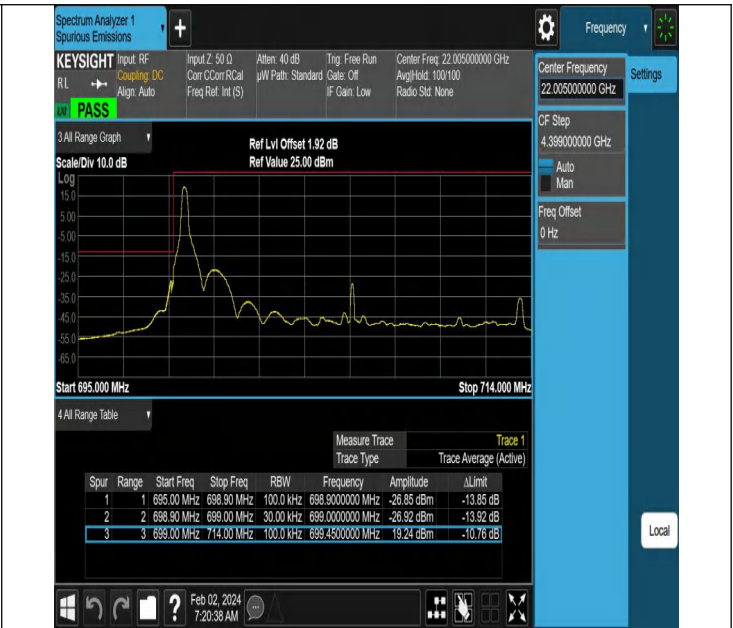 Spectrum Analyzer 1
Spurious Emissions
+
Frequency
KEYSIGHT Input: RF Input Z: 50 Ω Atten: 40 dB Trig: Free Run Center Freq: 22.005000000 GHz
RL Coupling: DC Corr CCorr RCal µW Path: Standard Gate: Off Avg|Hold: 100/100
Align: Auto Freq Ref: Int (S) IF Gain: Low Radio Std: None
PASS
Center Frequency
22.005000000 GHz
Settings
CF Step
4.399000000 GHz
Auto
Man
Freq Offset
0 Hz
Local
3 All Range Graph
Ref Lvl Offset 1.92 dB
Scale/Div 10.0 dB Ref Value 25.00 dBm
Log
15.0
5.00
-5.00
-15.0
-25.0
-35.0
-45.0
-55.0
-65.0
Start 695.000 MHz Stop 714.000 MHz
4 All Range Table
Measure Trace Trace 1
Trace Type Trace Average (Active)
Spur Range Start Freq Stop Freq RBW Frequency Amplitude ΔLimit
1 1 695.00 MHz 698.90 MHz 100.0 kHz 698.9000000 MHz -26.85 dBm -13.85 dB
2 2 698.90 MHz 699.00 MHz 30.00 kHz 699.0000000 MHz -26.92 dBm -13.92 dB
3 3 699.00 MHz 714.00 MHz 100.0 kHz 699.4500000 MHz 19.24 dBm -10.76 dB
?
Feb 02, 2024
7:20:38 AM